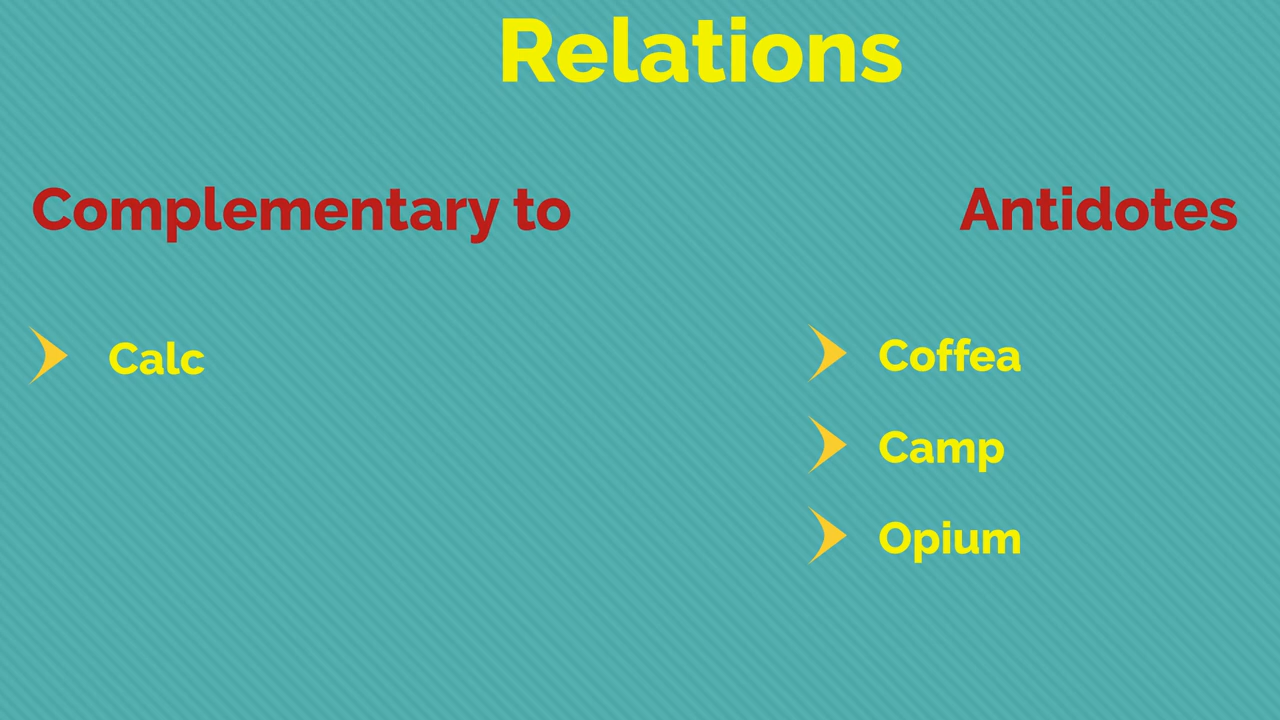 Relations
Complementary to
Calc
Antidotes
Coffea
Camp
Opium